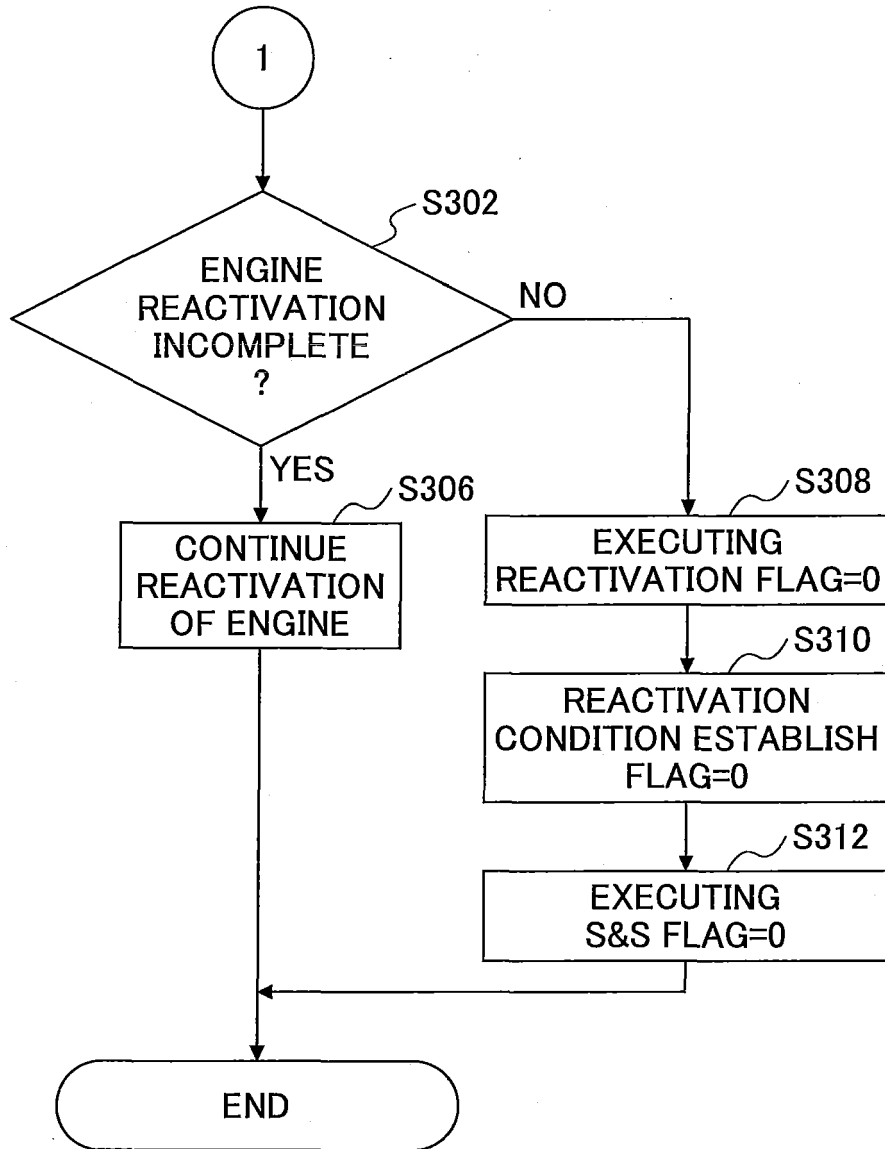 1
S302
ENGINE
REACTIVATION
INCOMPLETE
?
NO
YES
S306
CONTINUE
REACTIVATION
OF ENGINE
S308
EXECUTING
REACTIVATION FLAG=0
S310
REACTIVATION
CONDITION ESTABLISH
FLAG=0
S312
EXECUTING
S&S FLAG=0
END